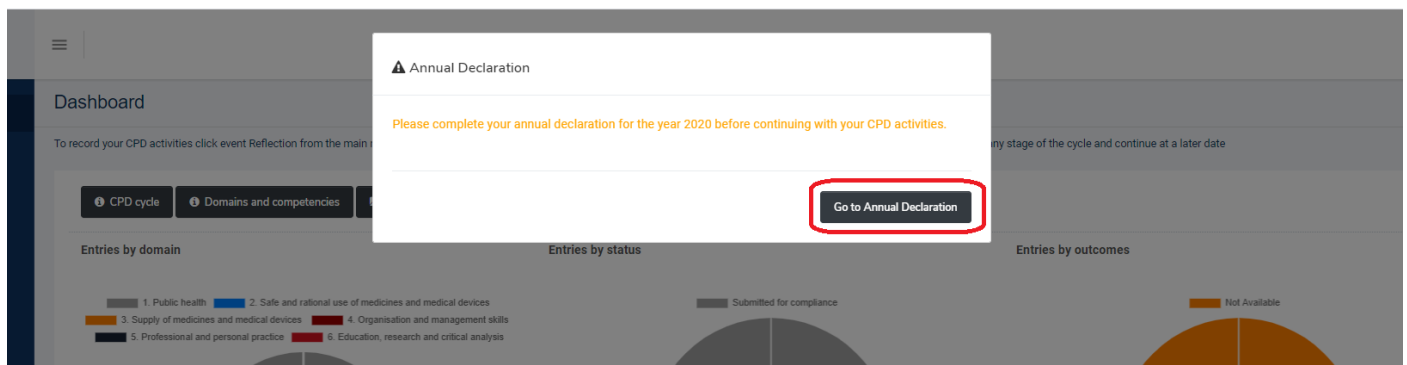 Annual Declaration
Please complete your annual declaration for the year 2020 before continuing with your CPD activities.
Go to Annual Declaration
Dashboard
To record your CPD activities click event Reflection from the main
ny stage of the cycle and continue at a later date
CPD cycle
Domains and competencies
Entries by domain
Entries by status
Entries by outcomes
1. Public health
2. Safe and rational use of medicines and medical devices
3. Supply of medicines and medical devices
4. Organisation and management skills
5. Professional and personal practice
6. Education, research and critical analysis
Submitted for compliance
Not Available